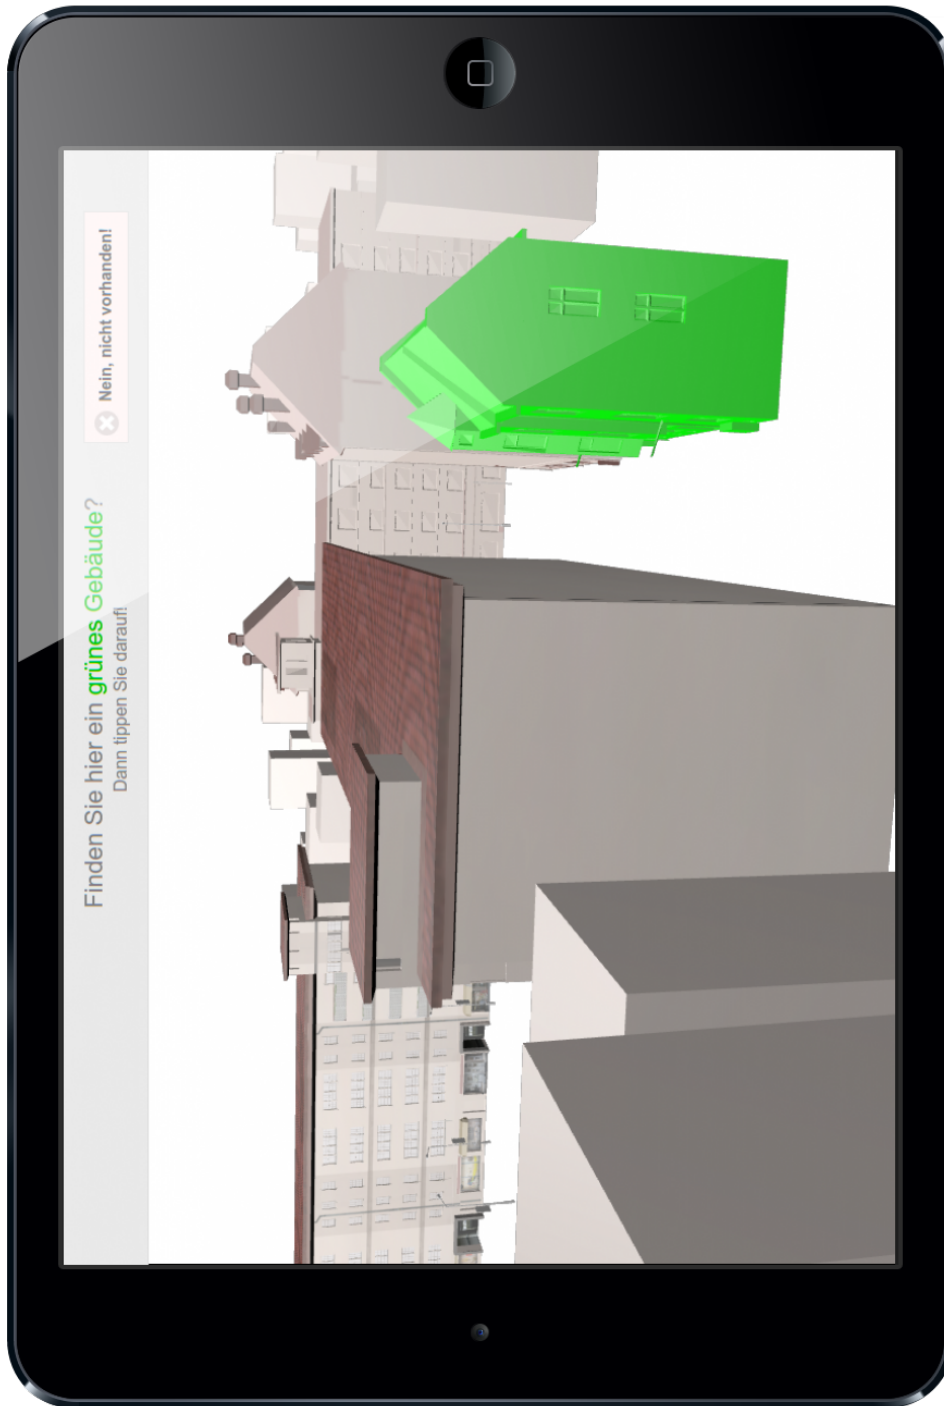 Finden Sie hier ein grünes Gebäude?
Dann tippen Sie darauf!
Nein, nicht vorhanden!